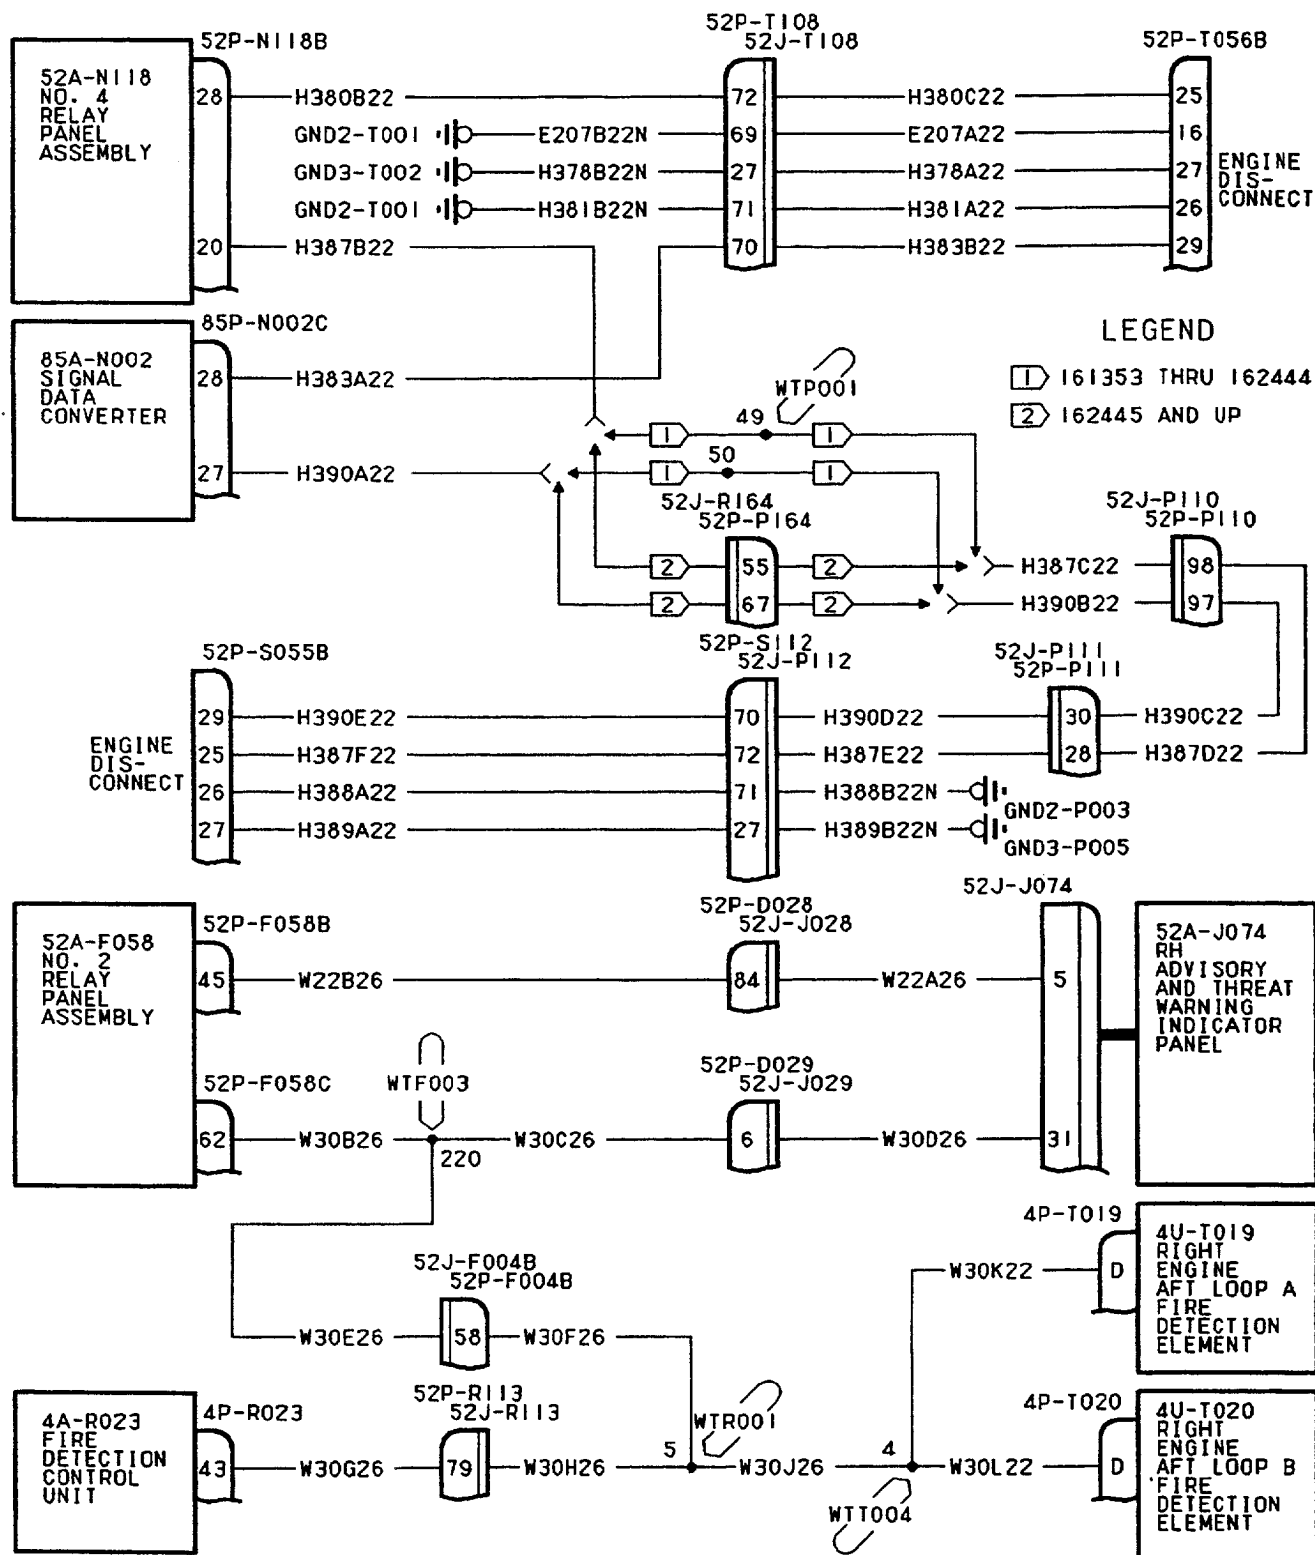 52P-T108
52J-T108
52P-N118B
52P-T056B
52A-N118
NO. 4
RELAY
PANEL
ASSEMBLY
28
H380B22
72
H380C22
25
GND2-T001
E207B22N
69
E207A22
16
GND3-T002
H378B22N
27
H378A22
27
GND2-T001
H381B22N
71
H381A22
26
20
H387B22
70
H383B22
29
ENGINE
DIS-
CONNECT
85P-N002C
85A-N002
SIGNAL
DATA
CONVERTER
28
H383A22
27
H390A22
LEGEND
1 161353 THRU 162444
2 162445 AND UP
WTP001
49
1
1
50
1
1
52J-R164
52P-P164
2
55
2
2
67
2
52J-P110
52P-P110
H387C22
98
H390B22
97
52P-S055B
52P-S112
52J-P112
52J-P111
52P-P111
ENGINE
DIS-
CONNECT
29
H390E22
70
H390D22
30
H390C22
25
H387F22
72
H387E22
28
H387D22
26
H388A22
71
H388B22N
GND2-P003
27
H389A22
27
H389B22N
GND3-P005
52J-J074
52P-F058B
52P-D028
52J-J028
52A-F058
NO. 2
RELAY
PANEL
ASSEMBLY
45
W22B26
84
W22A26
5
52A-J074
RH
ADVISORY
AND THREAT
WARNING
INDICATOR
PANEL
52P-F058C
WTF003
52P-D029
52J-J029
62
W30B26
220
W30C26
6
W30D26
31
4P-T019
4U-T019
RIGHT
ENGINE
AFT LOOP A
FIRE
DETECTION
ELEMENT
W30K22
D
52J-F004B
52P-F004B
W30E26
58
W30F26
4A-R023
FIRE
DETECTION
CONTROL
UNIT
4P-R023
52P-R113
52J-R113
43
W30G26
79
W30H26
5
WTR001
W30J26
4
WTT004
W30L22
4P-T020
D
4U-T020
RIGHT
ENGINE
AFT LOOP B
FIRE
DETECTION
ELEMENT